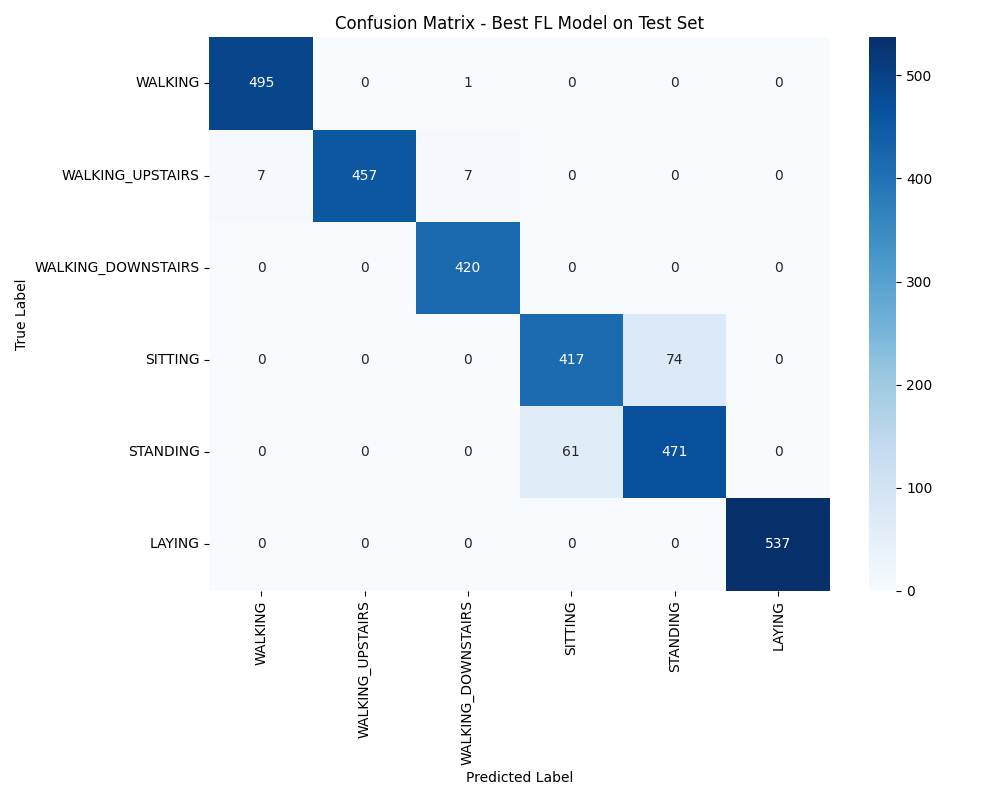 Confusion Matrix - Best FL Model on Test Set
WALKING 495 0 1 0 0 0
WALKING_UPSTAIRS 7 457 7 0 0 0
WALKING_DOWNSTAIRS 0 0 420 0 0 0
SITTING 0 0 0 417 74 0
STANDING 0 0 0 61 471 0
LAYING 0 0 0 0 0 537
True Label
WALKING
WALKING_UPSTAIRS
WALKING_DOWNSTAIRS
SITTING
STANDING
LAYING
Predicted Label
500
400
300
200
100
0